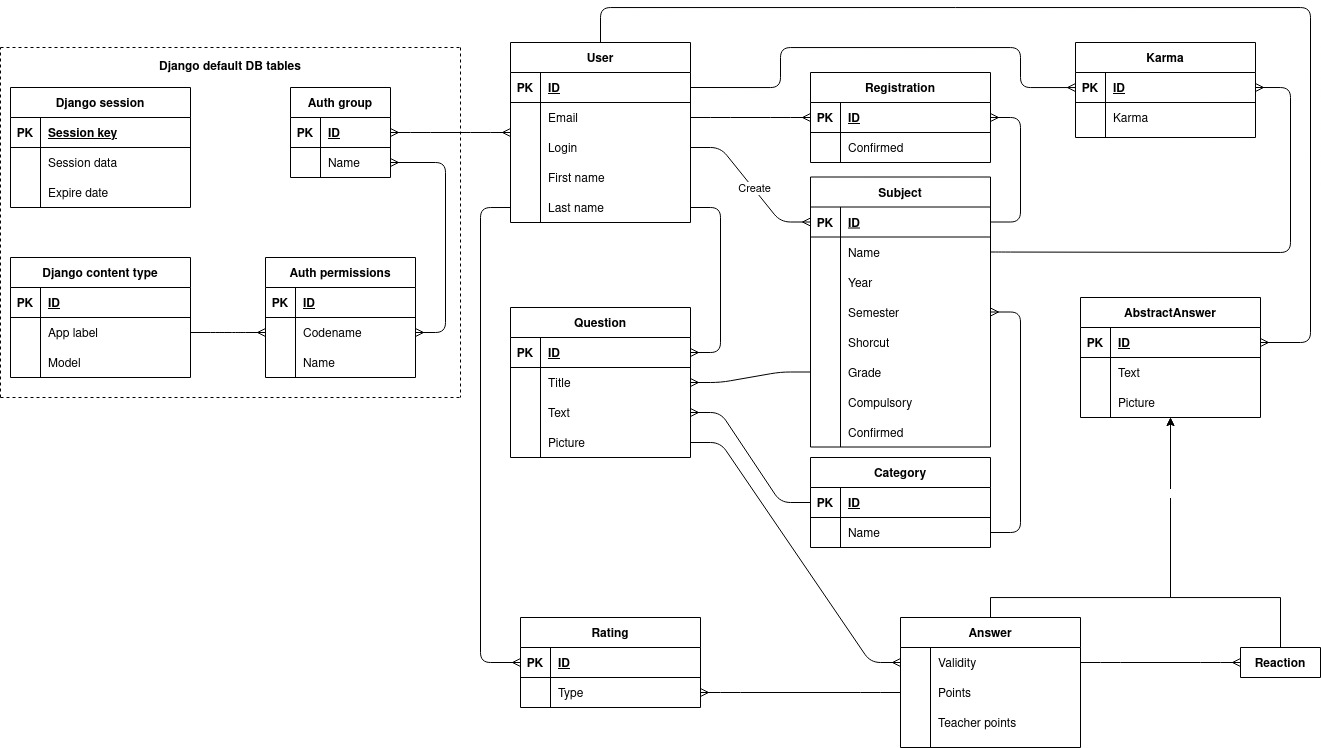 Django default DB tables
Django session
PK Session key
Session data
Expire date
Auth group
PK ID
Name
Django content type
PK ID
App label
Model
Auth permissions
PK ID
Codename
Name
User
PK ID
Email
Login
First name
Last name
Create
Registration
PK ID
Confirmed
Karma
PK ID
Karma
Subject
PK ID
Name
Year
Semester
Shorcut
Grade
Compulsory
Confirmed
Question
PK ID
Title
Text
Picture
AbstractAnswer
PK ID
Text
Picture
Category
PK ID
Name
Rating
PK ID
Type
Answer
Validity
Points
Teacher points
Reaction